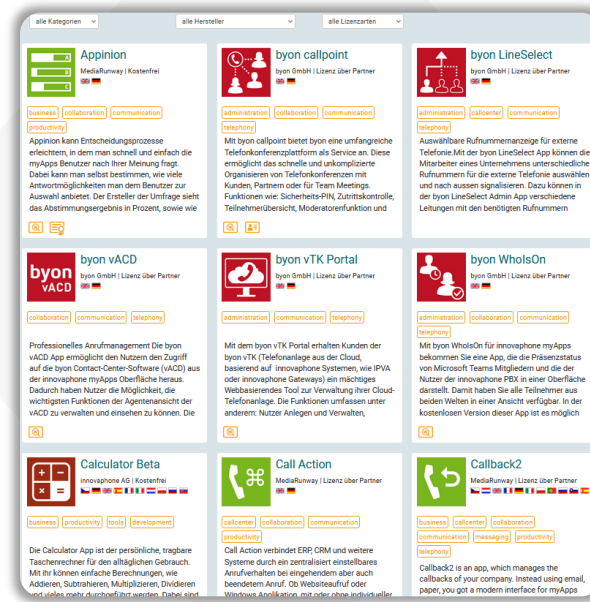 alle Kategorien
alle Hersteller
alle Lizenzarten
A
B
C
Appinion
MediaRunway | Kostenfrei
business
collaboration
communication
productivity
Appinion kann Entscheidungsprozesse
erleichtern, in dem man schnell und einfach die
myApps Benutzer nach Ihrer Meinung fragt.
Dabei kann man selbst bestimmen, wie viele
Antwortmöglichkeiten man dem Benutzer zur
Auswahl anbietet. Der Ersteller der Umfrage sieht
das Abstimmungsergebnis in Prozent, sowie wie
byon callpoint
byon GmbH | Lizenz über Partner
administration
collaboration
communication
telephony
Mit byon callpoint bietet byon eine umfangreiche
Telefonkonferenzplattform als Service an. Diese
ermöglicht das schnelle und unkomplizierte
Organisieren von Telefonkonferenzen mit
Kunden, Partnern oder für Team Meetings.
Funktionen wie: Sicherheits-PIN, Zutrittskontrolle,
Teilnehmerübersicht, Moderatorenfunktion und
byon LineSelect
byon GmbH | Lizenz über Partner
administration
callcenter
communication
telephony
Auswählbare Rufnummernanzeige für externe
Telefonie.Mit der byon LineSelect App können die
Mitarbeiter eines Unternehmens unterschiedliche
Rufnummern für die externe Telefonie auswählen
und nach aussen signalisieren. Dazu können in
der byon LineSelect Admin App verschiedene
Leitungen mit den benötigten Rufnummern
byon
vACD
byon vACD
byon GmbH | Lizenz über Partner
collaboration
communication
telephony
Professionelles Anrufmanagement Die byon
vACD App ermöglicht den Nutzern den Zugriff
auf die byon Contact-Center-Software (vACD) aus
der innovaphone myApps Oberfläche heraus.
Dadurch haben Nutzer die Möglichkeit, die
wichtigsten Funktionen der Agentenansicht der
vACD zu verwalten und einsehen zu können. Die
byon vTK Portal
byon GmbH | Lizenz über Partner
administration
communication
telephony
Mit dem byon vTK Portal erhalten Kunden der
byon vTK (Telefonanlage aus der Cloud,
basierend auf innovaphone Systemen, wie IPVA
oder innovaphone Gateways) ein mächtiges
Webbasierendes Tool zur Verwaltung ihrer Cloud-
Telefonanlage. Die Funktionen umfassen unter
anderem: Nutzer Anlegen und Verwalten,
byon WhoIsOn
byon GmbH | Lizenz über Partner
administration
collaboration
communication
telephony
Mit byon WhoIsOn für innovaphone myApps
bekommen Sie eine App, die die Präsenzstatus
von Microsoft Teams Mitgliedern und die der
Nutzer der innovaphone PBX in einer Oberfläche
darstellt. Damit haben Sie alle Teilnehmer aus
beiden Welten in einer Ansicht verfügbar. In der
kostenlosen Version dieser App ist es möglich
Calculator Beta
innovaphone AG | Kostenfrei
business
productivity
tools
development
Die Calculator App ist der persönliche, tragbare
Taschenrechner für den alltäglichen Gebrauch.
Mit ihr können einfache Berechnungen, wie
Addieren, Subtrahieren, Multiplizieren, Dividieren
und vieles mehr durchgeführt werden. Dabei sind
Call Action
MediaRunway | Lizenz über Partner
callcenter
collaboration
communication
productivity
Call Action verbindet ERP, CRM und weitere
Systeme durch ein zentralisiert einstellbares
Anrufverhalten bei eingehendem aber auch
beendetem Anruf. Ob Websiteaufruf oder
Windows Applikation, mit oder ohne individueller
Callback2
MediaRunway | Lizenz über Partner
business
callcenter
collaboration
communication
messaging
productivity
telephony
Callback2 is an app, which manages the
callbacks of your company. Instead using email,
paper, you got a modern interface for myApps